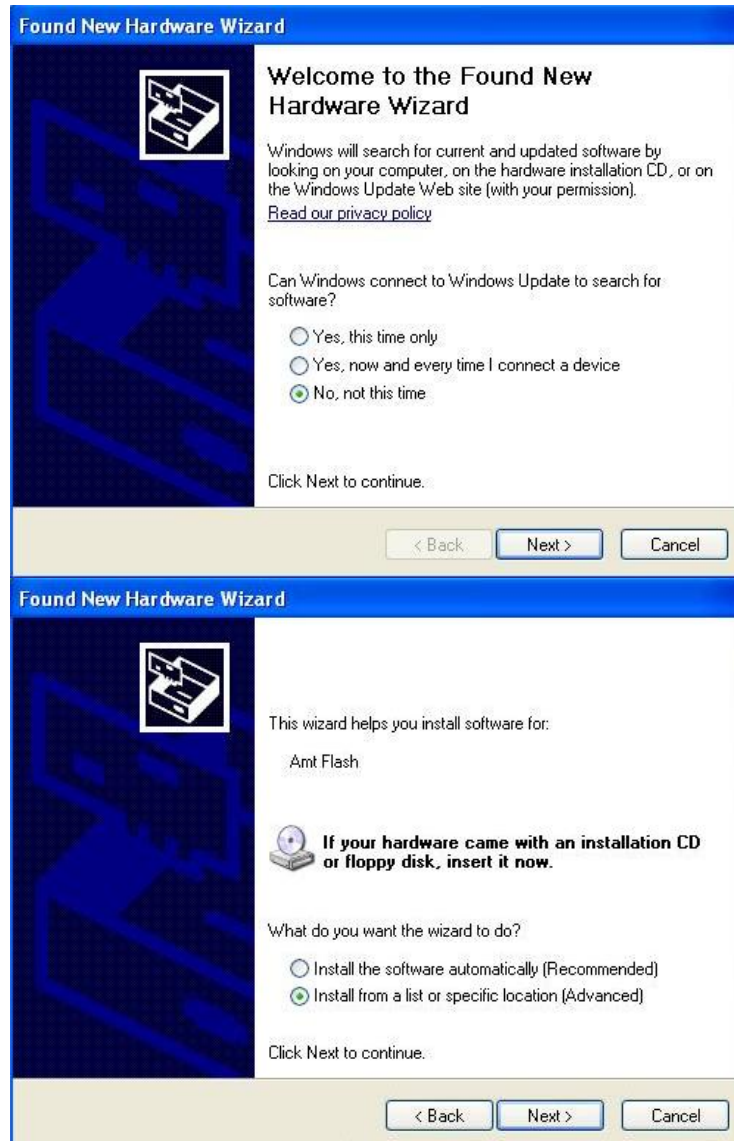 Found New Hardware Wizard
Welcome to the Found New
Hardware Wizard
Windows will search for current and updated software by
looking on your computer, on the hardware installation CD, or on
the Windows Update Web site (with your permission).
Read our privacy policy
Can Windows connect to Windows Update to search for
software?
Yes, this time only
Yes, now and every time I connect a device
No, not this time
Click Next to continue.
< Back Next > Cancel
Found New Hardware Wizard
This wizard helps you install software for:
Amt Flash
If your hardware came with an installation CD
or floppy disk, insert it now.
What do you want the wizard to do?
Install the software automatically (Recommended)
Install from a list or specific location (Advanced)
Click Next to continue.
< Back Next > Cancel